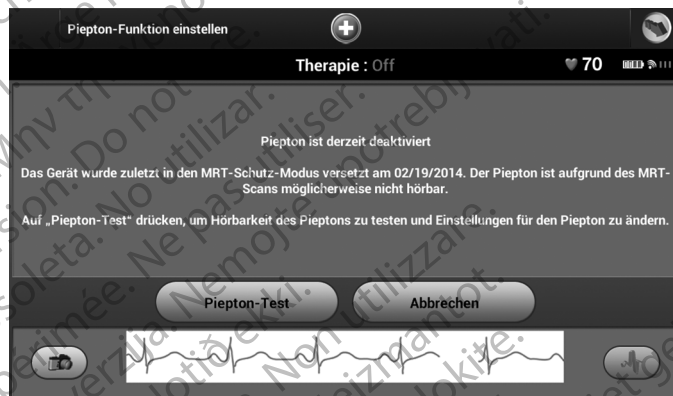 Piepton-Funktion einstellen
Therapie : Off
70
Piepton ist derzeit deaktiviert
Das Gerät wurde zuletzt in den MRT-Schutz-Modus versetzt am 02/19/2014. Der Piepton ist aufgrund des MRT-
Scans möglicherweise nicht hörbar.
Auf „Piepton-Test“ drücken, um Hörbarkeit des Pieptons zu testen und Einstellungen für den Piepton zu ändern.
Piepton-Test
Abbrechen